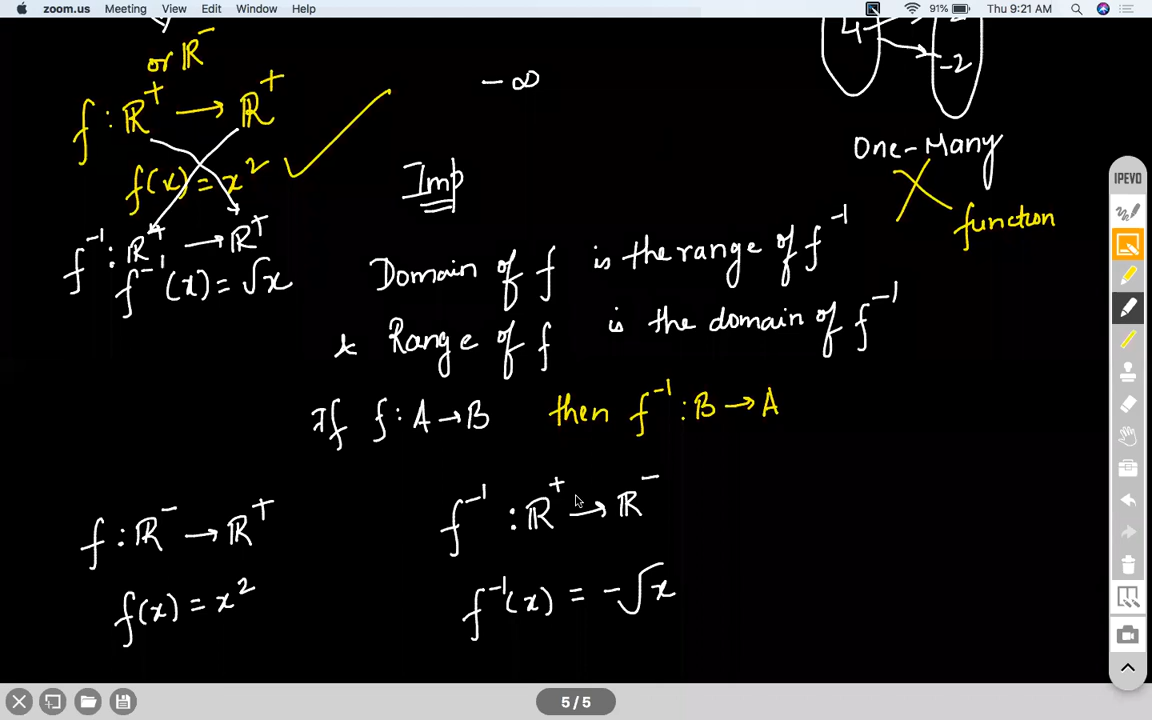 zoom.us Meeting View Edit Window Help 91% Thu 9:21 AM
or ℝ⁻
f : ℝ⁺ → ℝ⁺
f(x) = x²
f⁻¹ : ℝ⁺ → ℝ⁺
f⁻¹(x) = √x
− ∞
Imp
4
−2
One-Many
function
Domain of f is the range of f⁻¹
& Range of f is the domain of f⁻¹
If f : A → B then f⁻¹ : B → A
f : ℝ⁻ → ℝ⁺ f⁻¹ : ℝ⁺ → ℝ⁻
f(x) = x² f⁻¹(x) = −√x
IPEVO
5 / 5